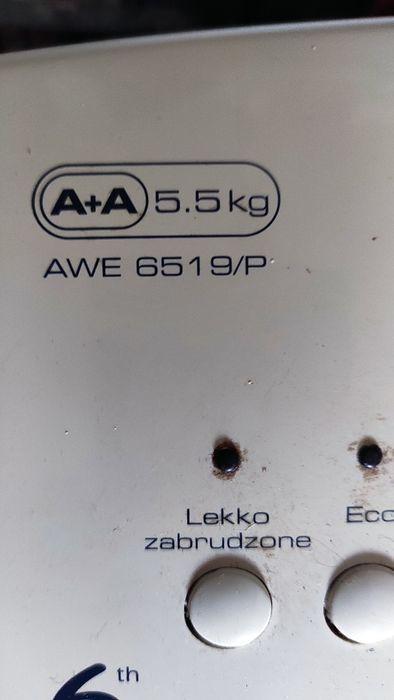 A+A 5.5 kg
AWE 6519/P
Lekko
zabrudzone
Eco
6th